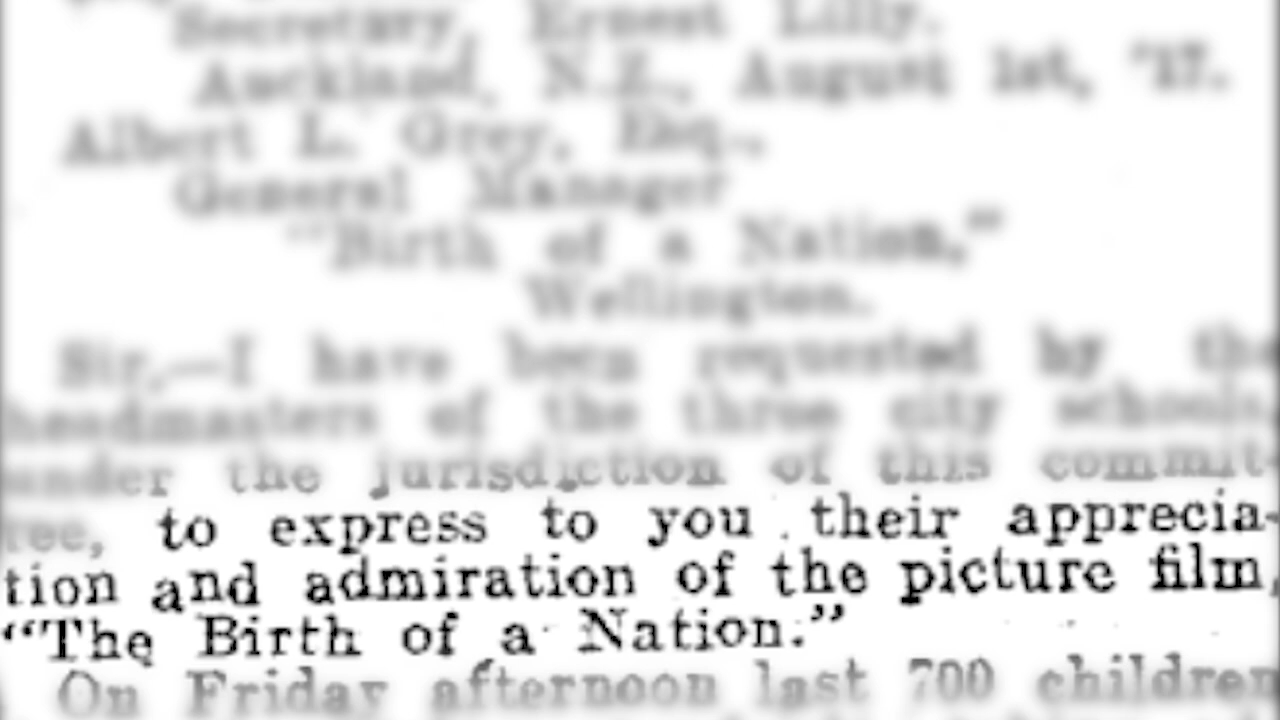 Secretary, Ernest Lilly.
Auckland, N.Z., August 1st, '17.
Albert L. Grey, Esq.,
General Manager
"Birth of a Nation,"
Wellington.
Sir,—I have been requested by the
headmasters of the three city schools,
under the jurisdiction of this commit-
tee, to express to you their apprecia-
tion and admiration of the picture film,
"The Birth of a Nation."
On Friday afternoon last 700 children